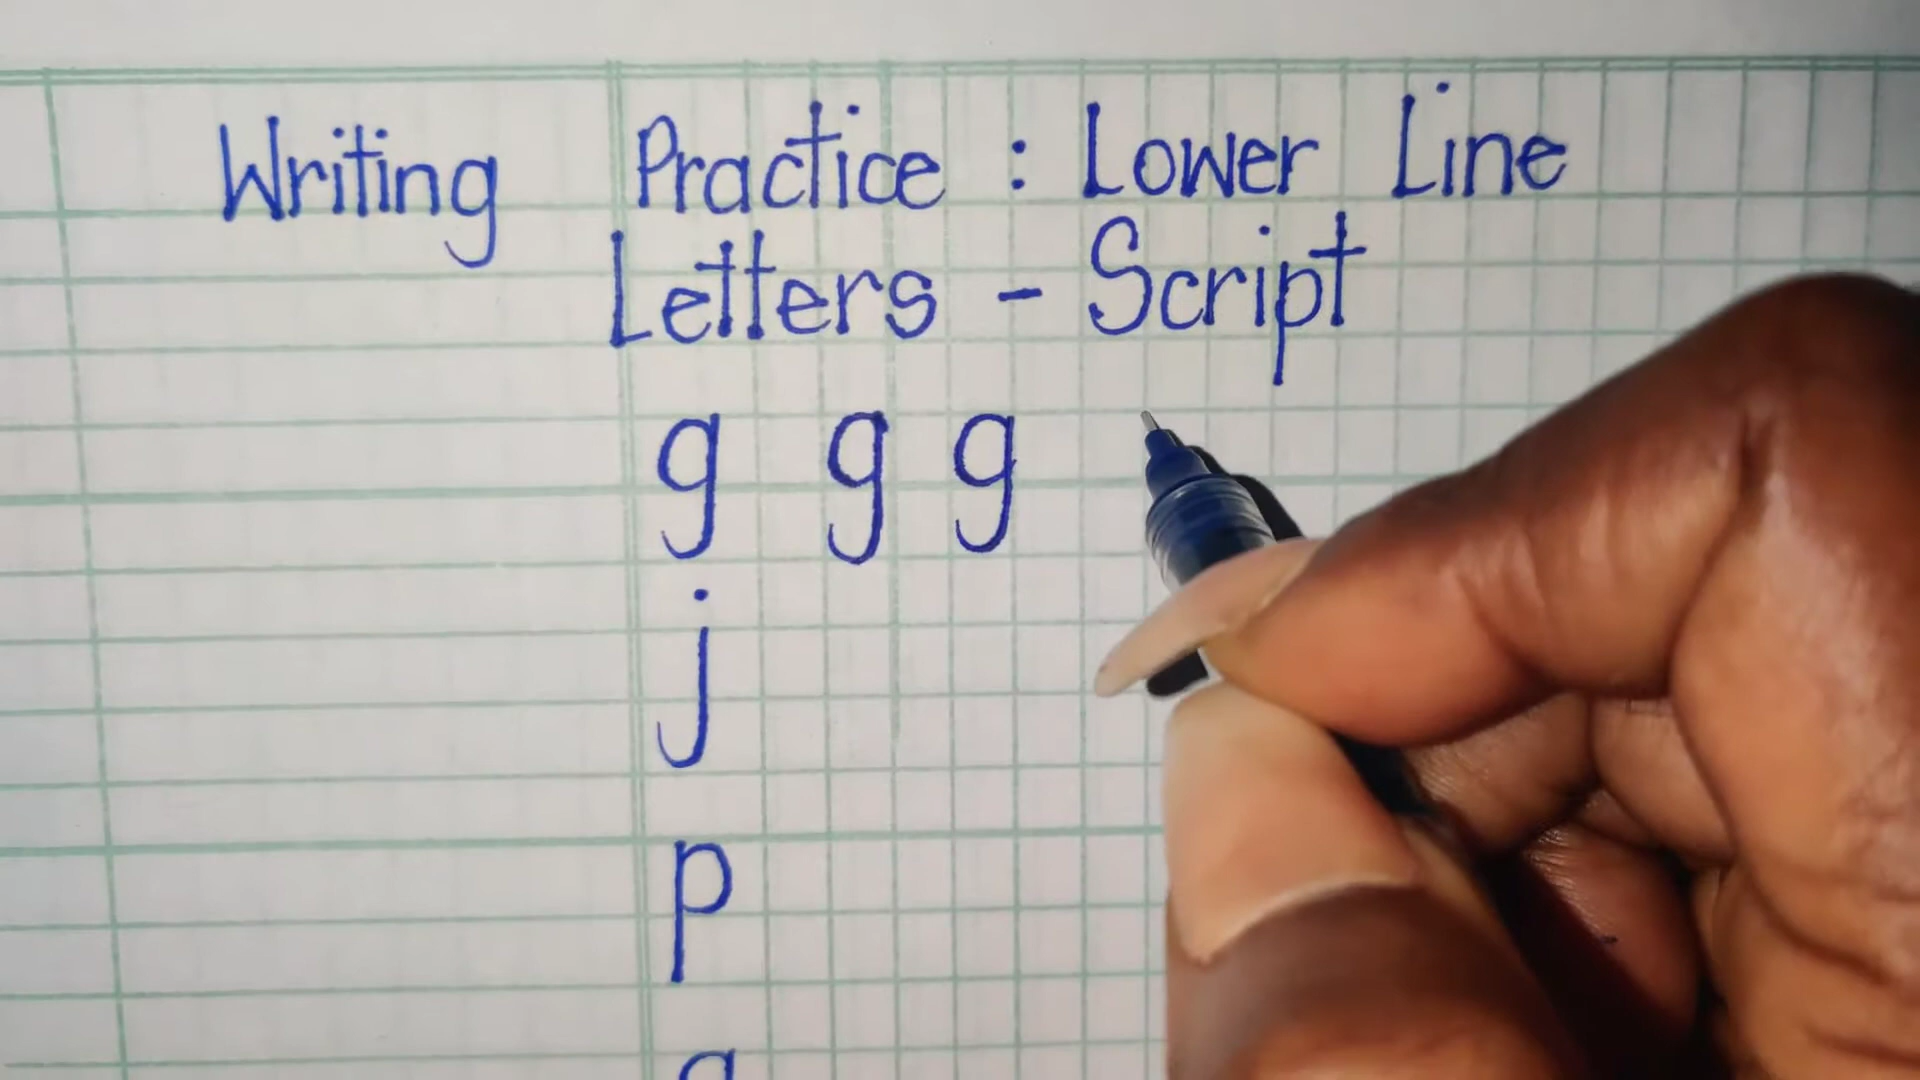 Writing Practice : Lower Line
Letters - Script
g g g
j
p